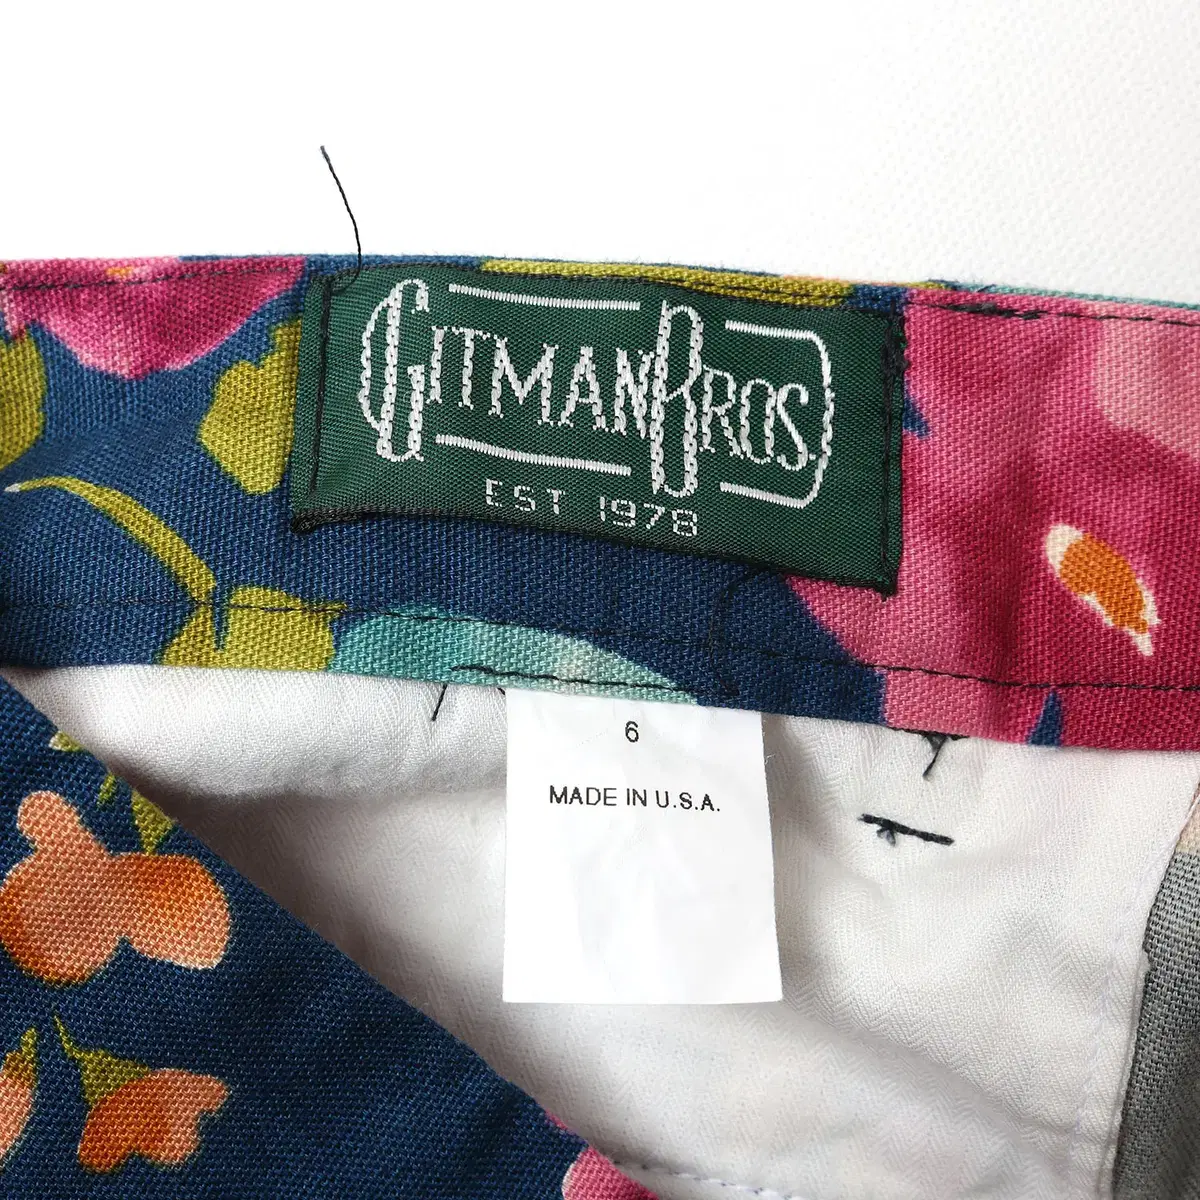 GITMAN BROS.
EST 1978
6
MADE IN U.S.A.